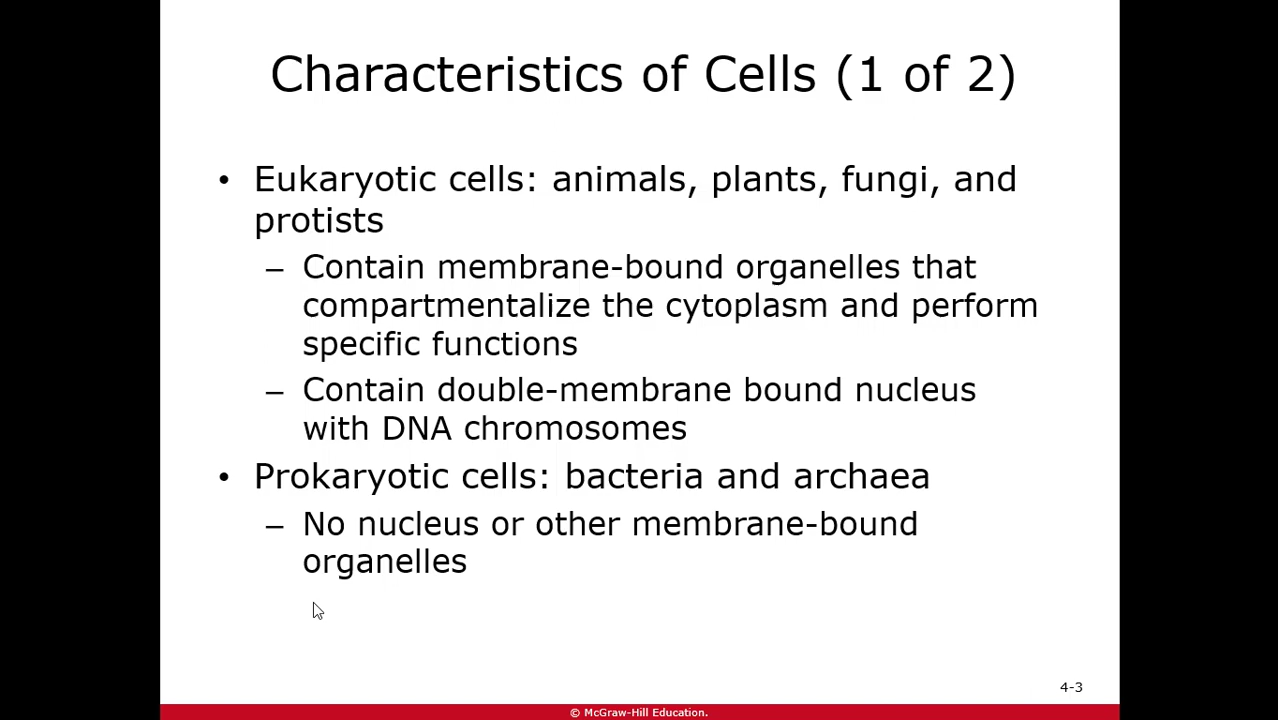 Characteristics of Cells (1 of 2)
• Eukaryotic cells: animals, plants, fungi, and
protists
– Contain membrane-bound organelles that
compartmentalize the cytoplasm and perform
specific functions
– Contain double-membrane bound nucleus
with DNA chromosomes
• Prokaryotic cells: bacteria and archaea
– No nucleus or other membrane-bound
organelles
4-3
© McGraw-Hill Education.